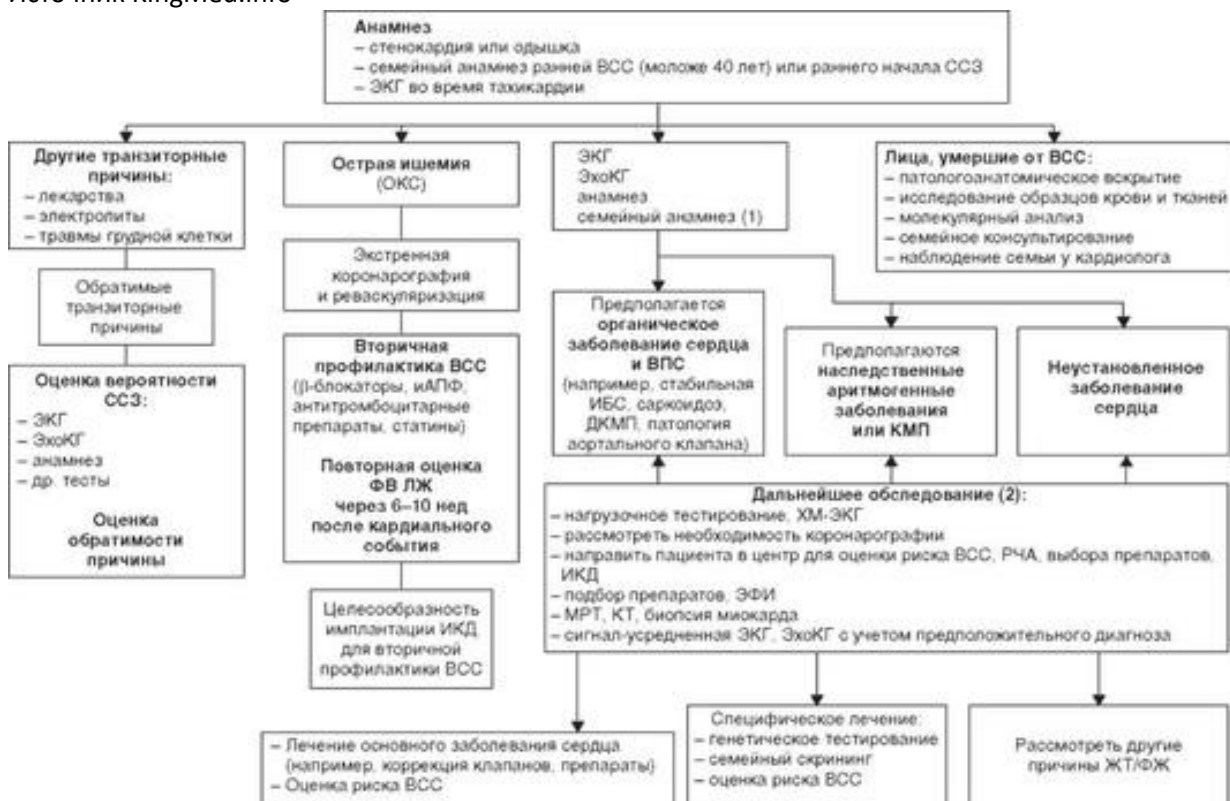 Анамнез
– стенокардия или одышка
– семейный анамнез ранней ВСС (моложе 40 лет) или раннего начала ССЗ
– ЭКГ во время тахикардии
Другие транзиторные
причины:
– лекарства
– электролиты
– травмы грудной клетки
Обратимые
транзиторные
причины
Оценка вероятности
ССЗ:
– ЭКГ
– ЭхоКГ
– анамнез
– др. тесты
Оценка
обратимости
причины
Острая ишемия
(ОКС)
Экстренная
коронарография
и реваскуляризация
Вторичная
профилактика ВСС
(β-блокаторы, иАПФ,
антитромбоцитарные
препараты, статины)
Повторная оценка
ФВ ЛЖ
через 6–10 нед
после кардиального
события
Целесообразность
имплантации ИКД
для вторичной
профилактики ВСС
ЭКГ
ЭхоКГ
анамнез
семейный анамнез (1)
Лица, умершие от ВСС:
– патологоанатомическое вскрытие
– исследование образцов крови и тканей
– молекулярный анализ
– семейное консультирование
– наблюдение семьи у кардиолога
Предполагается
органическое
заболевание сердца
и ВПС
(например, стабильная
ИБС, саркоидоз,
ДКМП, патология
аортального клапана)
Предполагаются
наследственные
аритмогенные
заболевания
или КМП
Неустановленное
заболевание
сердца
Дальнейшее обследование (2):
– нагрузочное тестирование, ХМ-ЭКГ
– рассмотреть необходимость коронарографии
– направить пациента в центр для оценки риска ВСС, РЧА, выбора препаратов,
ИКД
– подбор препаратов, ЭФИ
– МРТ, КТ, биопсия миокарда
– сигнал-усредненная ЭКГ, ЭхоКГ с учетом предположительного диагноза
– Лечение основного заболевания сердца
(например, коррекция клапанов, препараты)
– Оценка риска ВСС
Специфическое лечение:
– генетическое тестирование
– семейный скрининг
– оценка риска ВСС
Рассмотреть другие
причины ЖТ/ФЖ